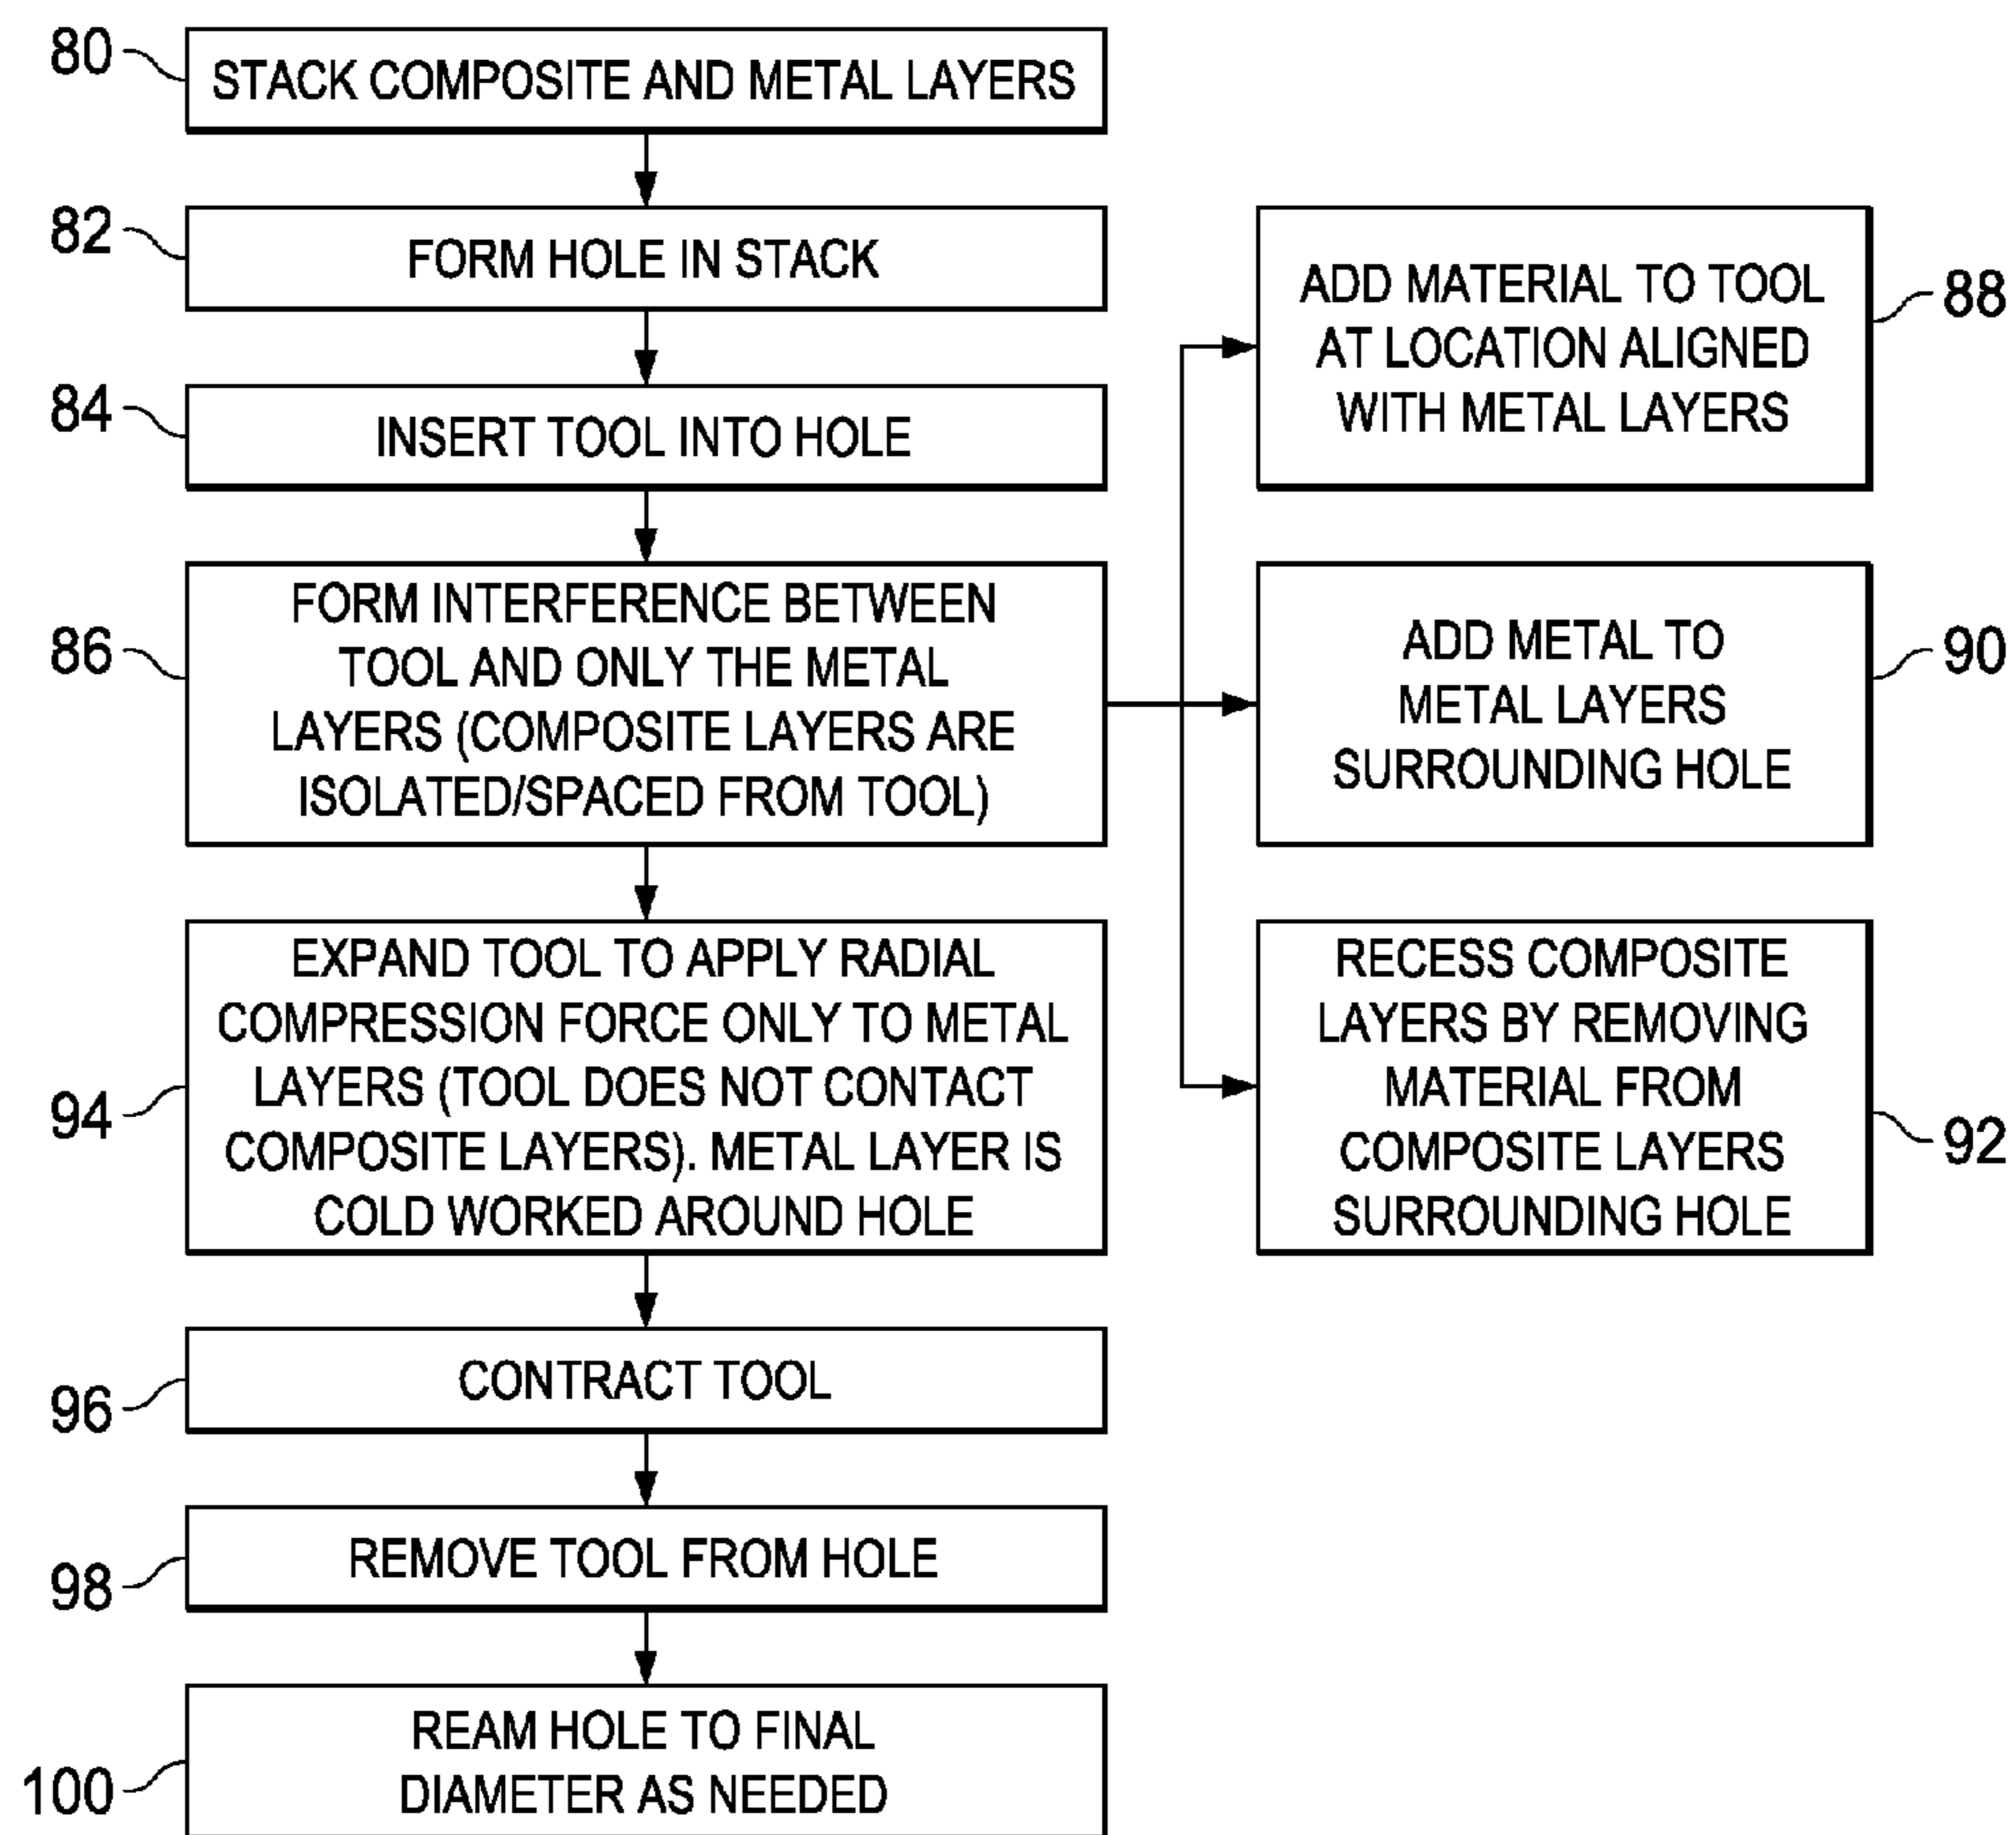 80
STACK COMPOSITE AND METAL LAYERS
82
FORM HOLE IN STACK
84
INSERT TOOL INTO HOLE
86
FORM INTERFERENCE BETWEEN
TOOL AND ONLY THE METAL
LAYERS (COMPOSITE LAYERS ARE
ISOLATED/SPACED FROM TOOL)
ADD MATERIAL TO TOOL
AT LOCATION ALIGNED
WITH METAL LAYERS
88
ADD METAL TO
METAL LAYERS
SURROUNDING HOLE
90
RECESS COMPOSITE
LAYERS BY REMOVING
MATERIAL FROM
COMPOSITE LAYERS
SURROUNDING HOLE
92
94
EXPAND TOOL TO APPLY RADIAL
COMPRESSION FORCE ONLY TO METAL
LAYERS (TOOL DOES NOT CONTACT
COMPOSITE LAYERS). METAL LAYER IS
COLD WORKED AROUND HOLE
96
CONTRACT TOOL
98
REMOVE TOOL FROM HOLE
100
REAM HOLE TO FINAL
DIAMETER AS NEEDED